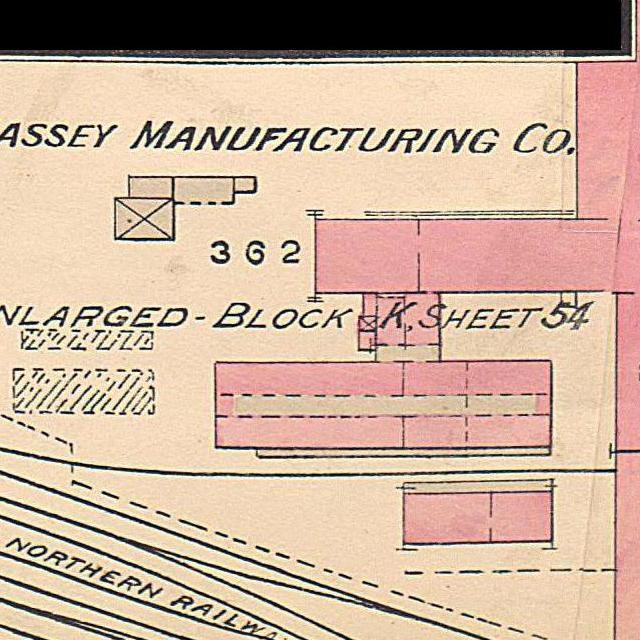 ASSEY MANUFACTURING CO.
362
NLARGED - BLOCK K, SHEET 54
NORTHERN RAILWA